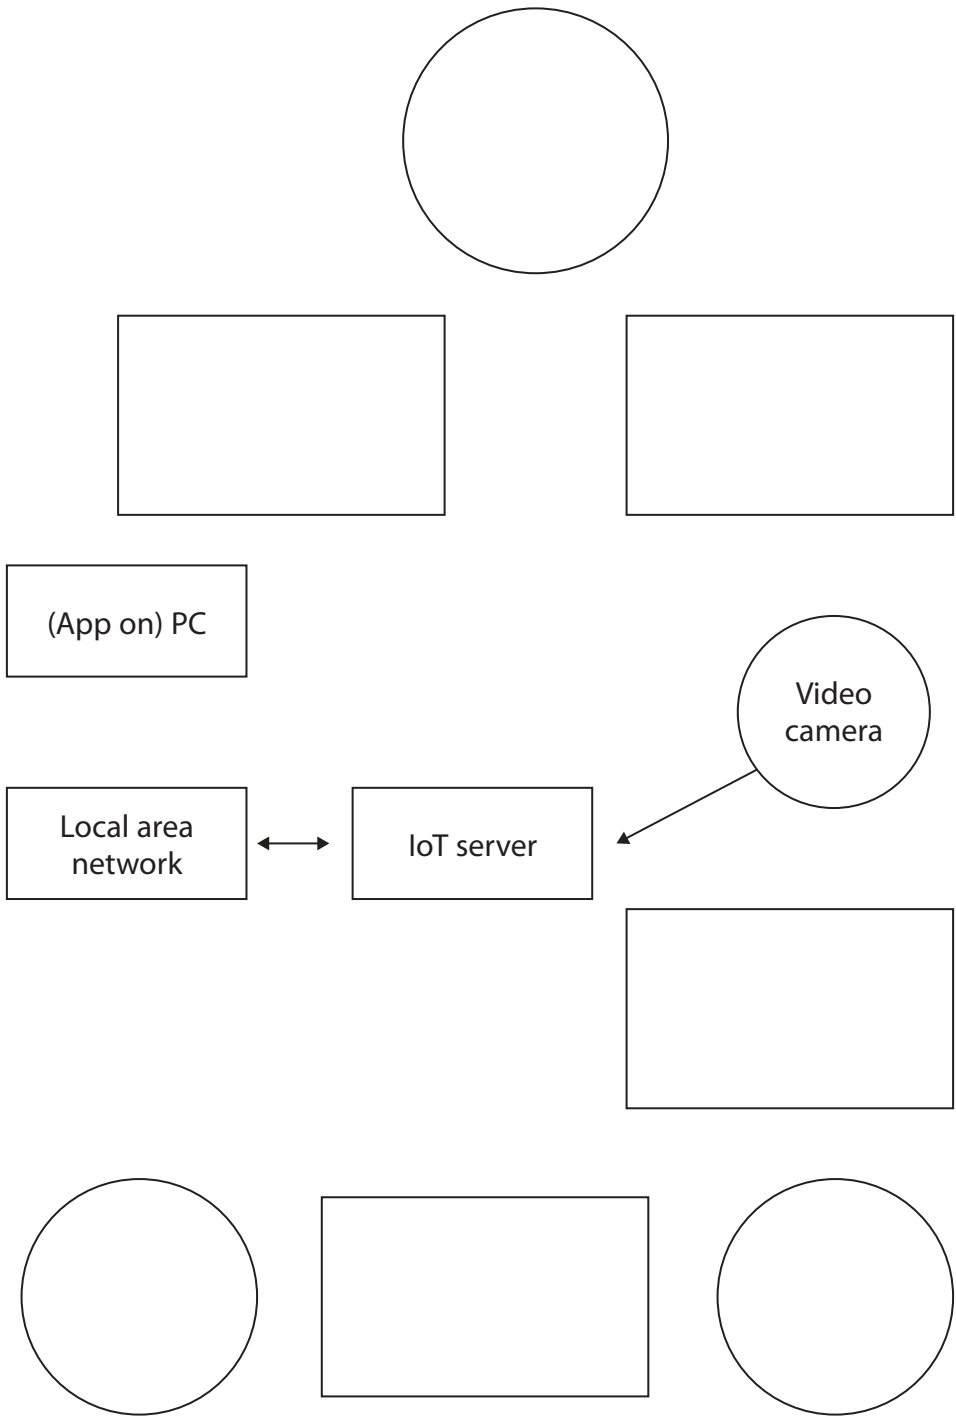 (App on) PC
Video
camera
Local area
network
IoT server